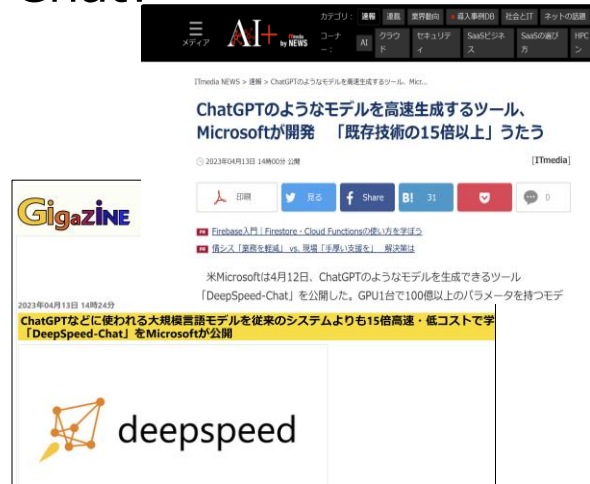 Chat!
カテゴリ： 速報 連載 業界動向 導入事例DB 社会とIT ネットの話題
メディア
AI+ by ITmedia NEWS
コーナー： AI クラウド セキュリティ SaaSビジネス SaaSの選び方 HPC
ITmedia NEWS > 速報 > ChatGPTのようなモデルを高速生成するツール、Micr...
ChatGPTのようなモデルを高速生成するツール、
Microsoftが開発 「既存技術の15倍以上」うたう
2023年04月13日 14時00分 公開
[ITmedia]
印刷 見る Share B! 31 0
PR Firebase入門｜Firestore・Cloud Functionsの使い方を学ぼう
PR 情シス「業務を軽減」 vs. 現場「手厚い支援を」 解決策は
米Microsoftは4月12日、ChatGPTのようなモデルを生成できるツール
「DeepSpeed-Chat」を公開した。GPU1台で100億以上のパラメータを持つモデ
GigaZiNE
2023年04月13日 14時24分
ChatGPTなどに使われる大規模言語モデルを従来のシステムよりも15倍高速・低コストで学
「DeepSpeed-Chat」をMicrosoftが公開
deepspeed